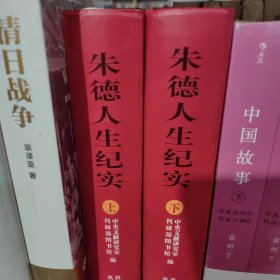 清日战争
宗泽亚 著
朱德人生纪实
上
中央文献研究室
科研部图书馆 编
朱德人生纪实
下
中央文献研究室
科研部图书馆 编
中国故事
下
袁珂